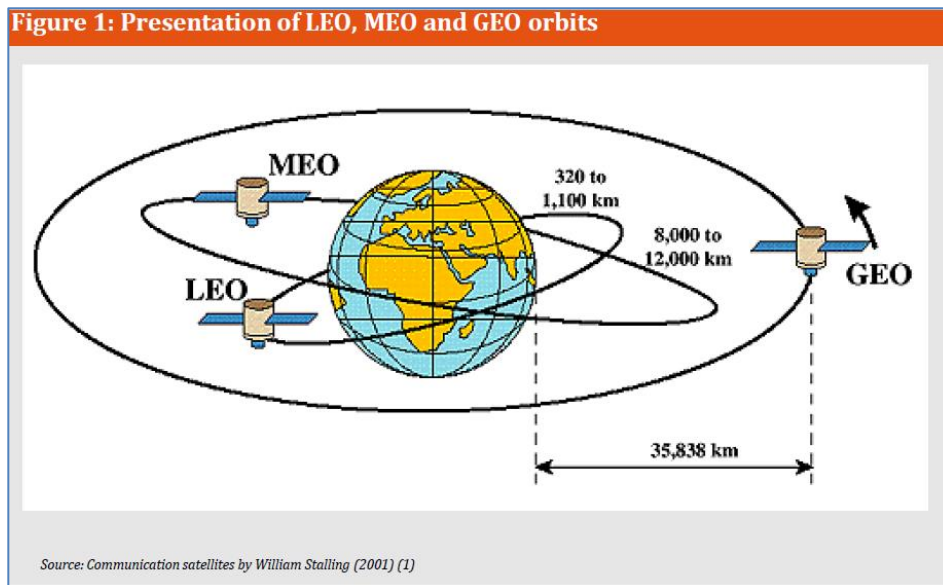 Figure 1: Presentation of LEO, MEO and GEO orbits
MEO
320 to
1,100 km
8,000 to
12,000 km
GEO
LEO
35,838 km
Source: Communication satellites by William Stalling (2001) (1)